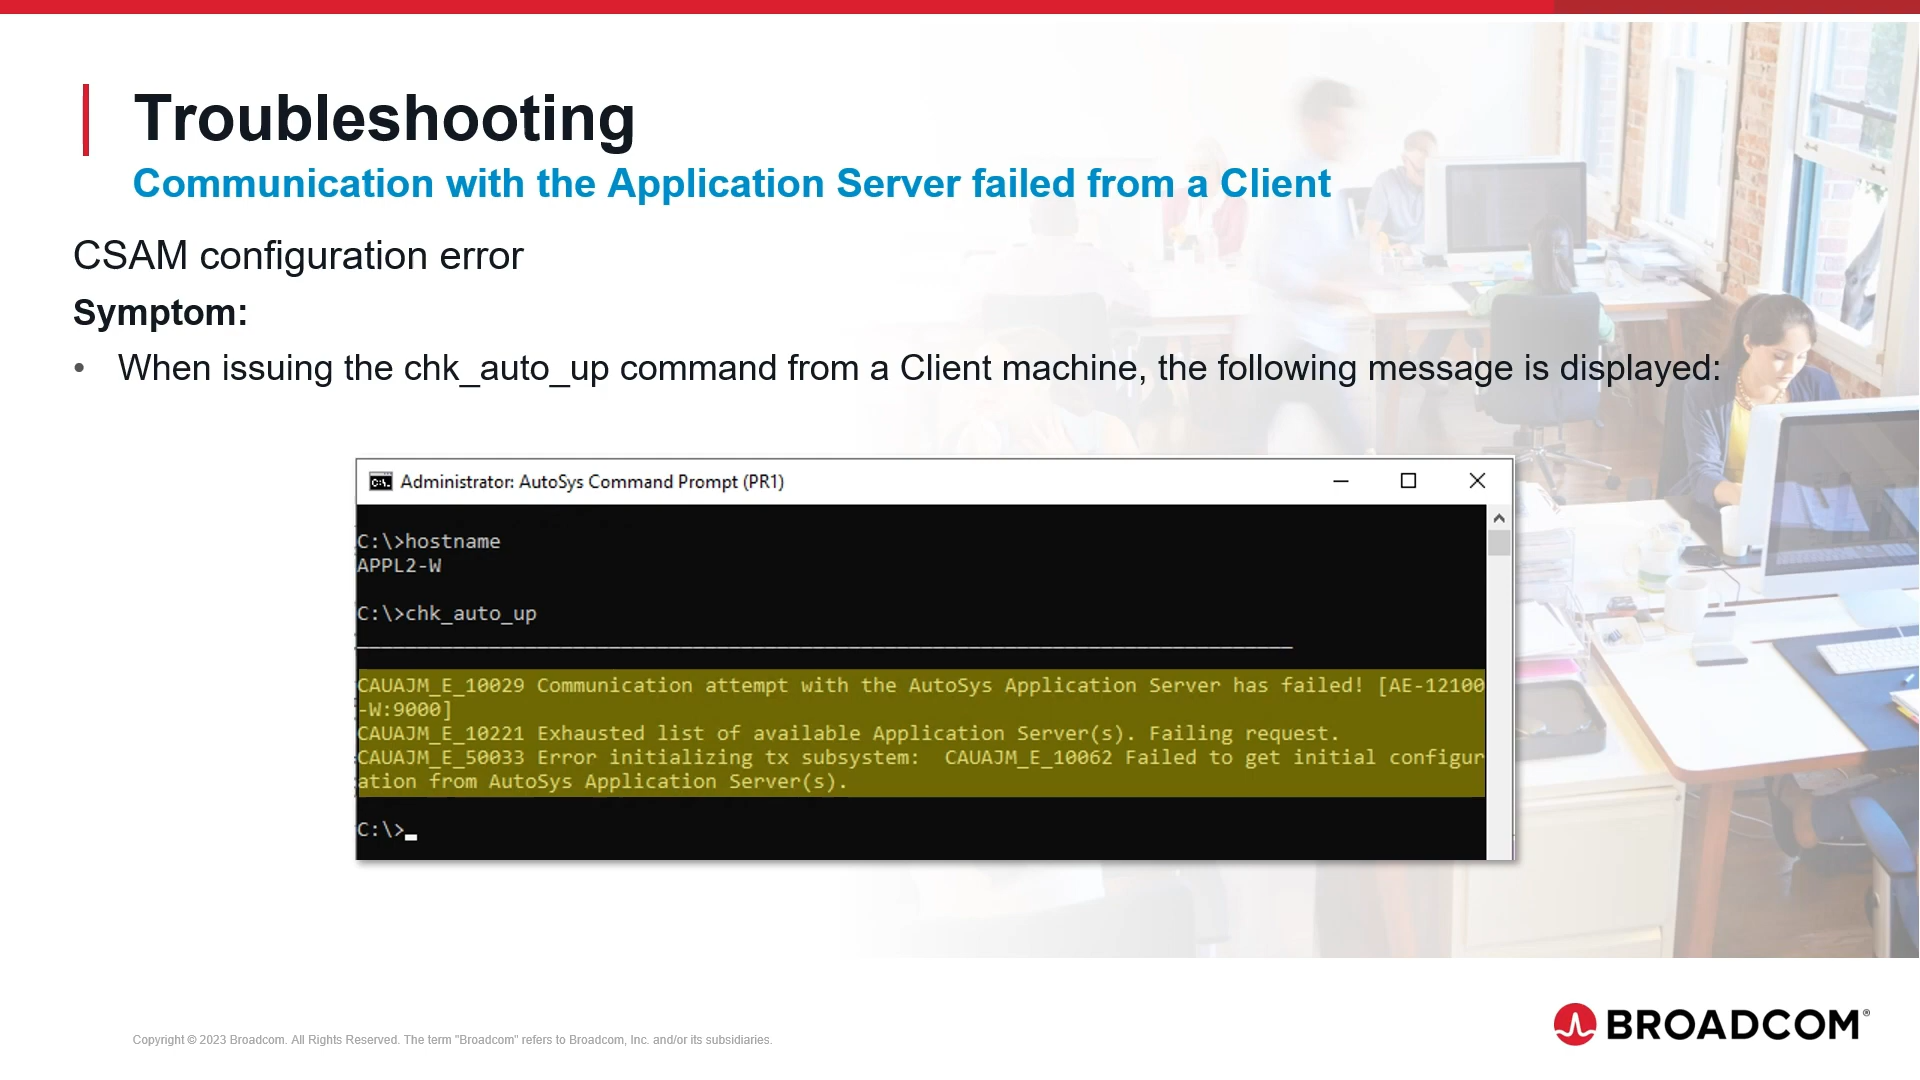 Troubleshooting
Communication with the Application Server failed from a Client
CSAM configuration error
Symptom:
• When issuing the chk_auto_up command from a Client machine, the following message is displayed:
Administrator: AutoSys Command Prompt (PR1)
C:\>hostname
APPL2-W
C:\>chk_auto_up
CAUAJM_E_10029 Communication attempt with the AutoSys Application Server has failed! [AE-12100
-W:9000]
CAUAJM_E_10221 Exhausted list of available Application Server(s). Failing request.
CAUAJM_E_50033 Error initializing tx subsystem:  CAUAJM_E_10062 Failed to get initial configur
ation from AutoSys Application Server(s).
C:\>
Copyright © 2023 Broadcom. All Rights Reserved. The term "Broadcom" refers to Broadcom, Inc. and/or its subsidiaries.
BROADCOM®